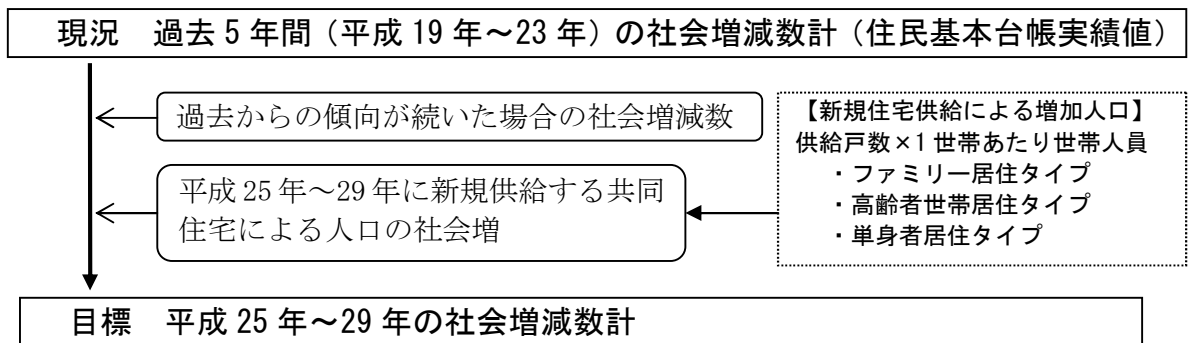 現況　過去5年間（平成19年～23年）の社会増減数計（住民基本台帳実績値）
過去からの傾向が続いた場合の社会増減数
平成25年～29年に新規供給する共同
住宅による人口の社会増
【新規住宅供給による増加人口】
供給戸数×1世帯あたり世帯人員
・ファミリー居住タイプ
・高齢者世帯居住タイプ
・単身者居住タイプ
目標　平成25年～29年の社会増減数計